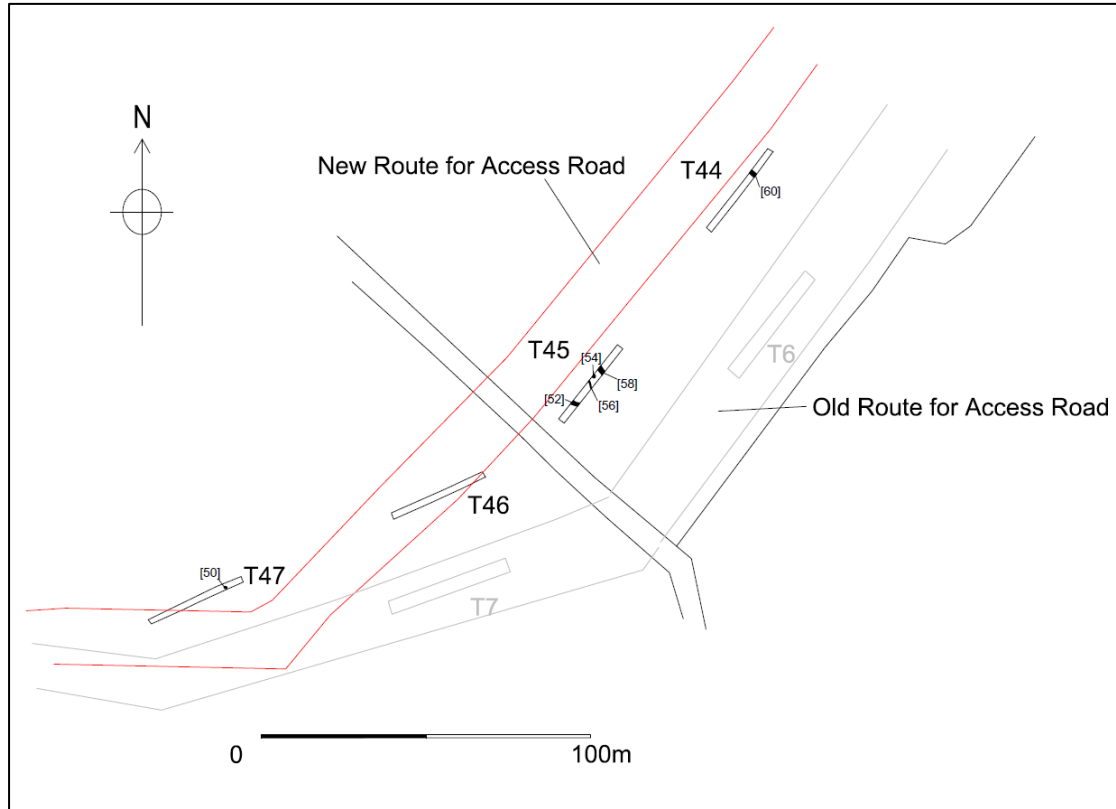 N
New Route for Access Road
T44
[60]
T6
T45
[54]
[58]
[52]
[56]
Old Route for Access Road
T46
T47
[50]
T7
0
100m